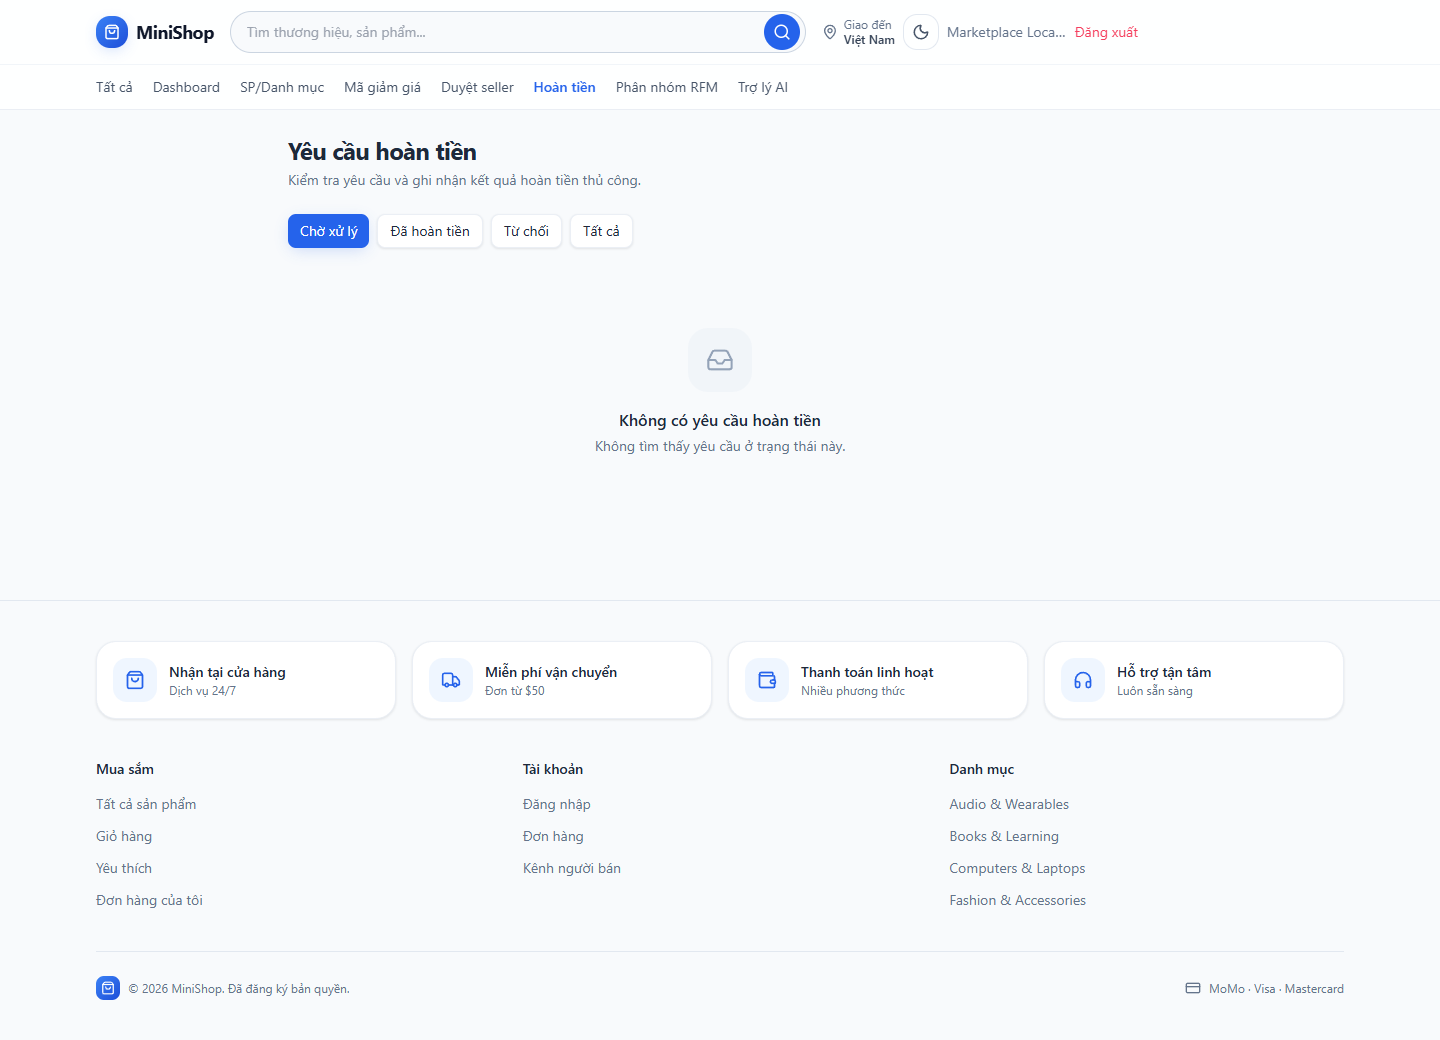 MiniShop
Tìm thương hiệu, sản phẩm...
Giao đến
Việt Nam
Marketplace Loca...
Đăng xuất
Tất cả
Dashboard
SP/Danh mục
Mã giảm giá
Duyệt seller
Hoàn tiền
Phân nhóm RFM
Trợ lý AI
Yêu cầu hoàn tiền
Kiểm tra yêu cầu và ghi nhận kết quả hoàn tiền thủ công.
Chờ xử lý
Đã hoàn tiền
Từ chối
Tất cả
Không có yêu cầu hoàn tiền
Không tìm thấy yêu cầu ở trạng thái này.
Nhận tại cửa hàng
Dịch vụ 24/7
Miễn phí vận chuyển
Đơn từ $50
Thanh toán linh hoạt
Nhiều phương thức
Hỗ trợ tận tâm
Luôn sẵn sàng
Mua sắm
Tất cả sản phẩm
Giỏ hàng
Yêu thích
Đơn hàng của tôi
Tài khoản
Đăng nhập
Đơn hàng
Kênh người bán
Danh mục
Audio & Wearables
Books & Learning
Computers & Laptops
Fashion & Accessories
© 2026 MiniShop. Đã đăng ký bản quyền.
MoMo · Visa · Mastercard